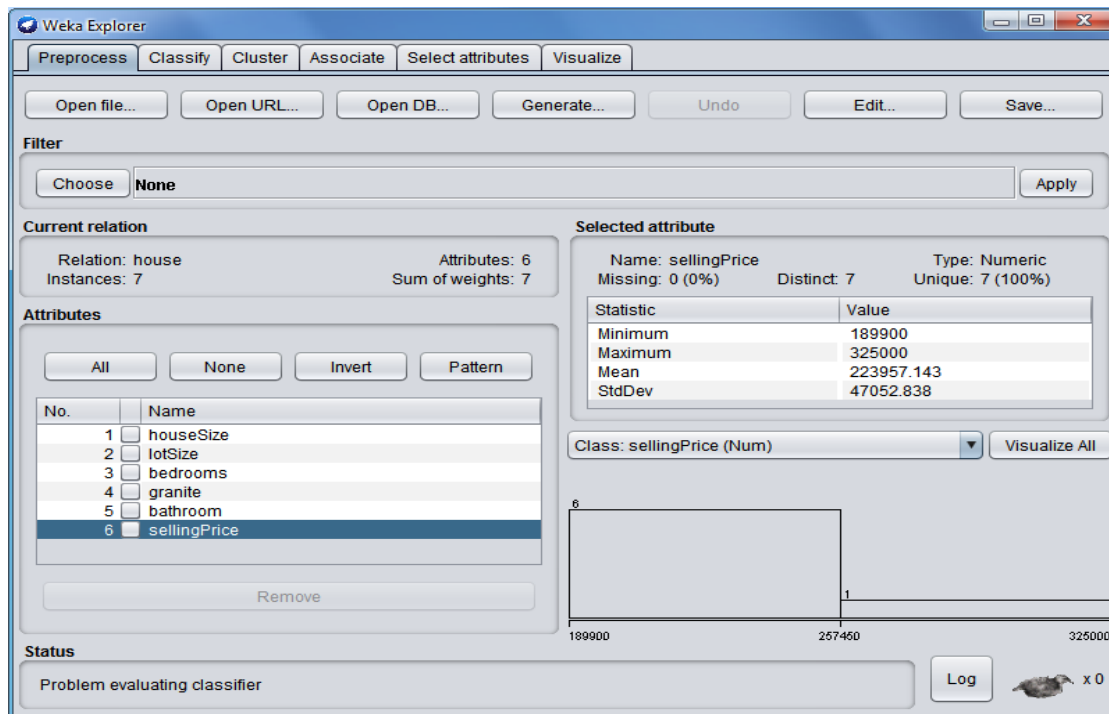 Weka Explorer
Preprocess Classify Cluster Associate Select attributes Visualize
Open file... Open URL... Open DB... Generate... Undo Edit... Save...
Filter
Choose None Apply
Current relation
Relation: house Attributes: 6
Instances: 7 Sum of weights: 7
Attributes
All None Invert Pattern
No. Name
1 houseSize
2 lotSize
3 bedrooms
4 granite
5 bathroom
6 sellingPrice
Remove
Selected attribute
Name: sellingPrice Type: Numeric
Missing: 0 (0%) Distinct: 7 Unique: 7 (100%)
Statistic Value
Minimum 189900
Maximum 325000
Mean 223957.143
StdDev 47052.838
Class: sellingPrice (Num) Visualize All
6
1
189900 257450 325000
Status
Problem evaluating classifier
Log x 0